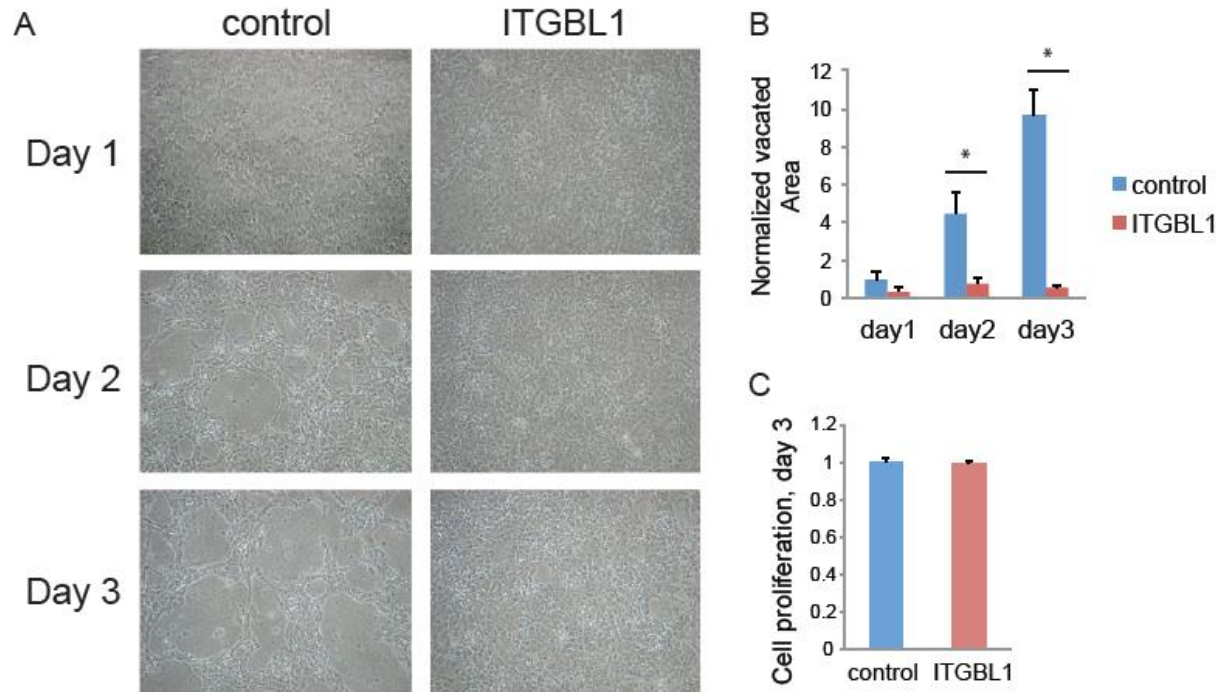 A
control
ITGBL1
Day 1
Day 2
Day 3
B
Normalized vacated
Area
12
10
8
6
4
2
0
*
*
day1
day2
day3
control
ITGBL1
C
Cell proliferation, day 3
1.2
1
0.8
0.6
0.4
0.2
0
control
ITGBL1